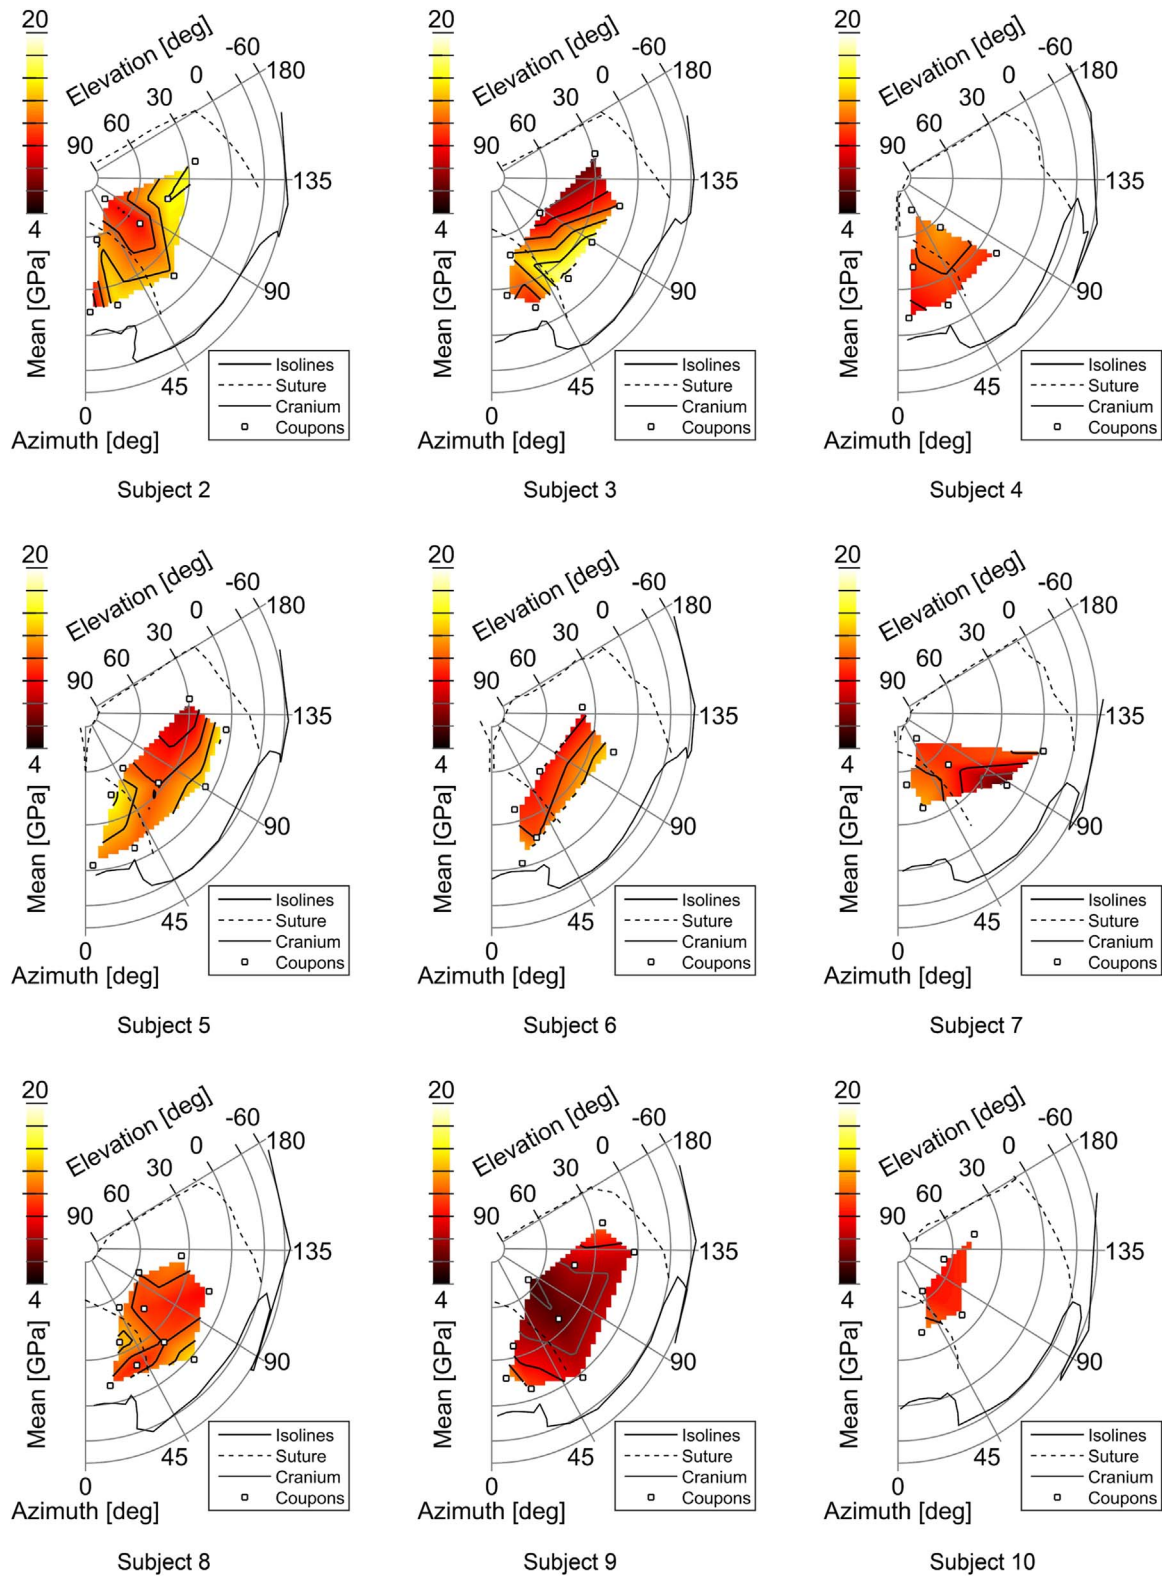 20
4
Mean [GPa]
Elevation [deg]
90
60
30
0
-60
180
135
90
45
0
Azimuth [deg]
Isolines
Suture
Cranium
Coupons
Subject 2
20
4
Mean [GPa]
Elevation [deg]
90
60
30
0
-60
180
135
90
45
0
Azimuth [deg]
Isolines
Suture
Cranium
Coupons
Subject 3
20
4
Mean [GPa]
Elevation [deg]
90
60
30
0
-60
180
135
90
45
0
Azimuth [deg]
Isolines
Suture
Cranium
Coupons
Subject 4
20
4
Mean [GPa]
Elevation [deg]
90
60
30
0
-60
180
135
90
45
0
Azimuth [deg]
Isolines
Suture
Cranium
Coupons
Subject 5
20
4
Mean [GPa]
Elevation [deg]
90
60
30
0
-60
180
135
90
45
0
Azimuth [deg]
Isolines
Suture
Cranium
Coupons
Subject 6
20
4
Mean [GPa]
Elevation [deg]
90
60
30
0
-60
180
135
90
45
0
Azimuth [deg]
Isolines
Suture
Cranium
Coupons
Subject 7
20
4
Mean [GPa]
Elevation [deg]
90
60
30
0
-60
180
135
90
45
0
Azimuth [deg]
Isolines
Suture
Cranium
Coupons
Subject 8
20
4
Mean [GPa]
Elevation [deg]
90
60
30
0
-60
180
135
90
45
0
Azimuth [deg]
Isolines
Suture
Cranium
Coupons
Subject 9
20
4
Mean [GPa]
Elevation [deg]
90
60
30
0
-60
180
135
90
45
0
Azimuth [deg]
Isolines
Suture
Cranium
Coupons
Subject 10